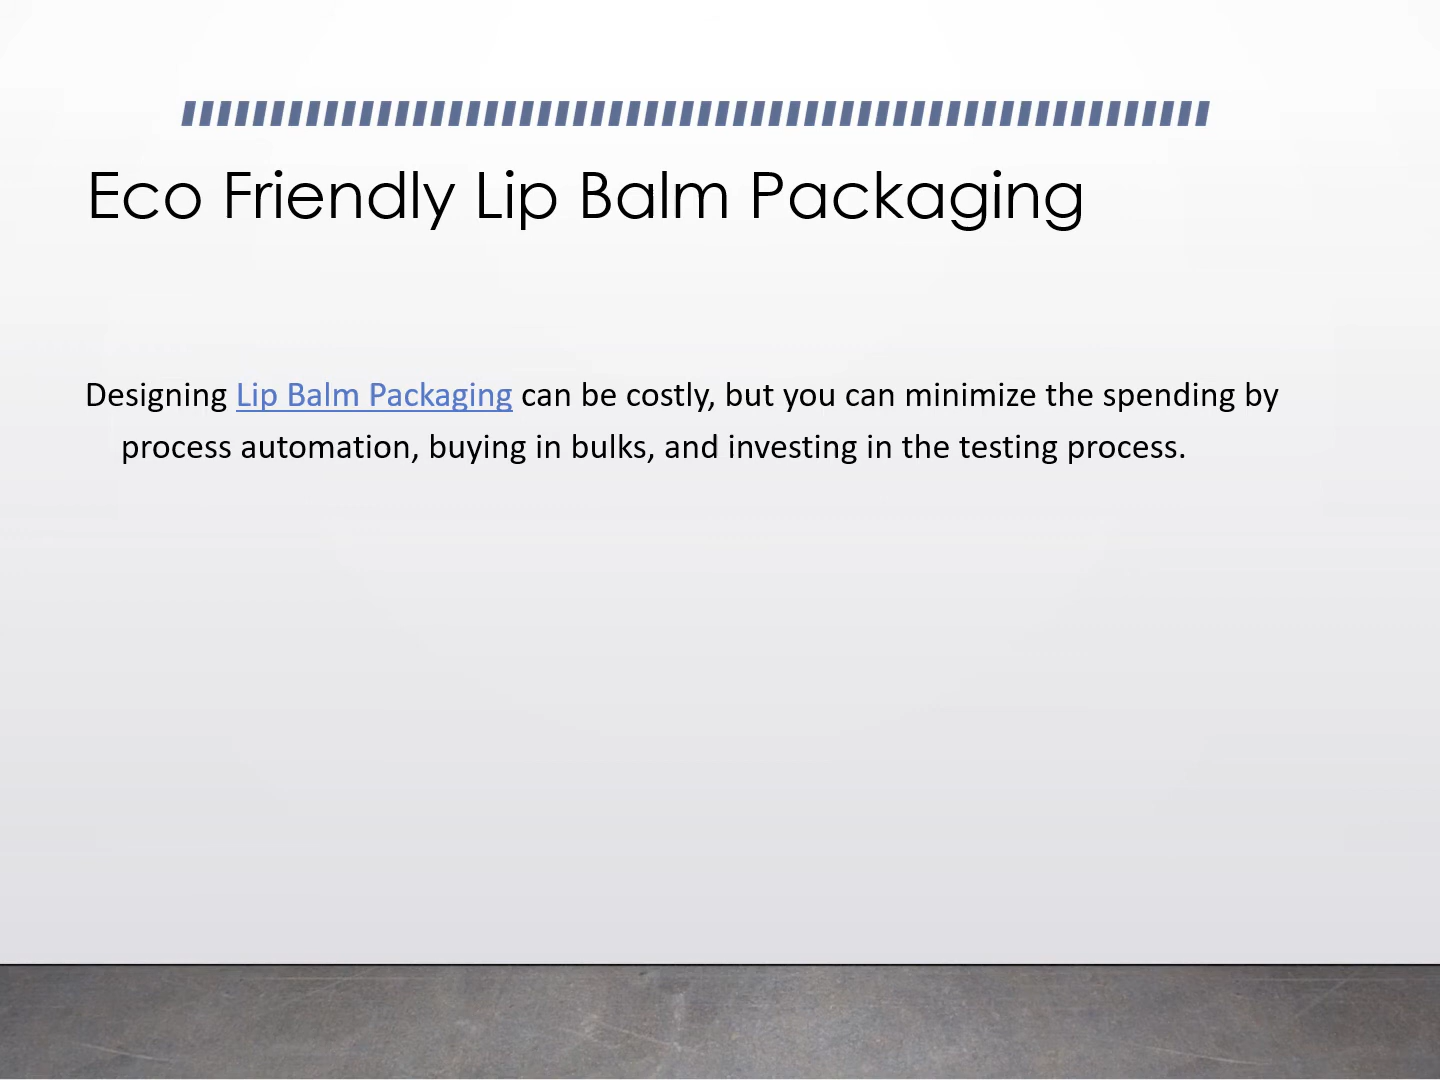 Eco Friendly Lip Balm Packaging
Designing Lip Balm Packaging can be costly, but you can minimize the spending by
process automation, buying in bulks, and investing in the testing process.